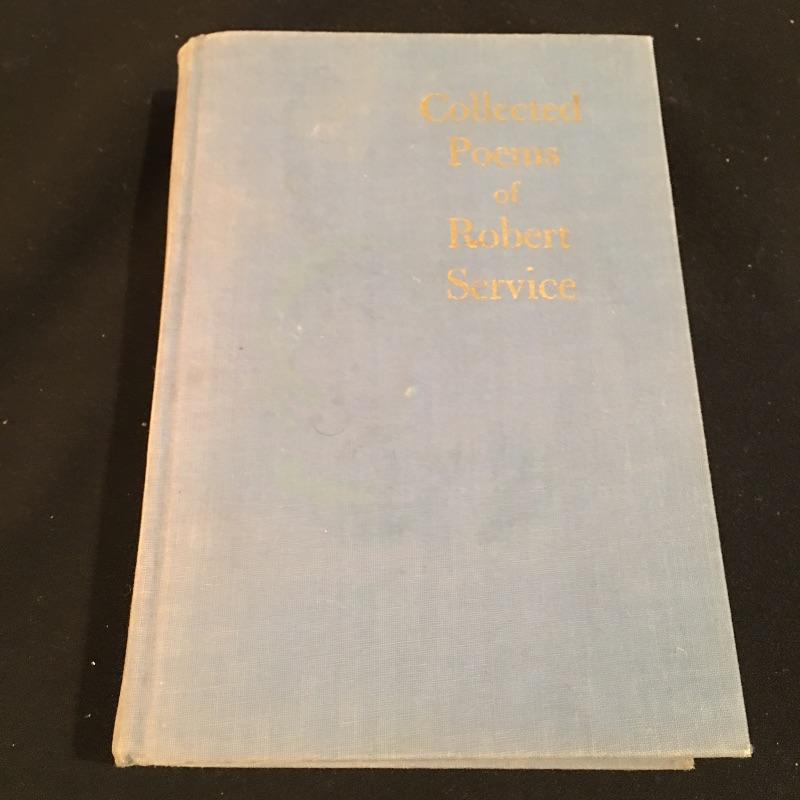 Collected
Poems
of
Robert
Service